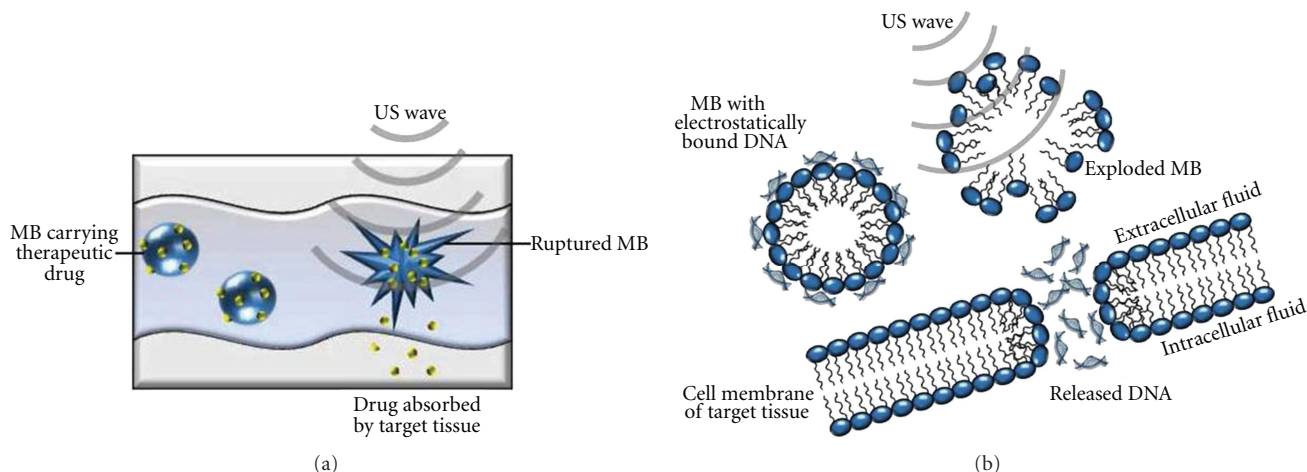 US wave
MB carrying
therapeutic
drug
Ruptured MB
Drug absorbed
by target tissue
(a)
US wave
MB with
electrostatically
bound DNA
Exploded MB
Extracellular fluid
Intracellular fluid
Cell membrane
of target tissue
Released DNA
(b)